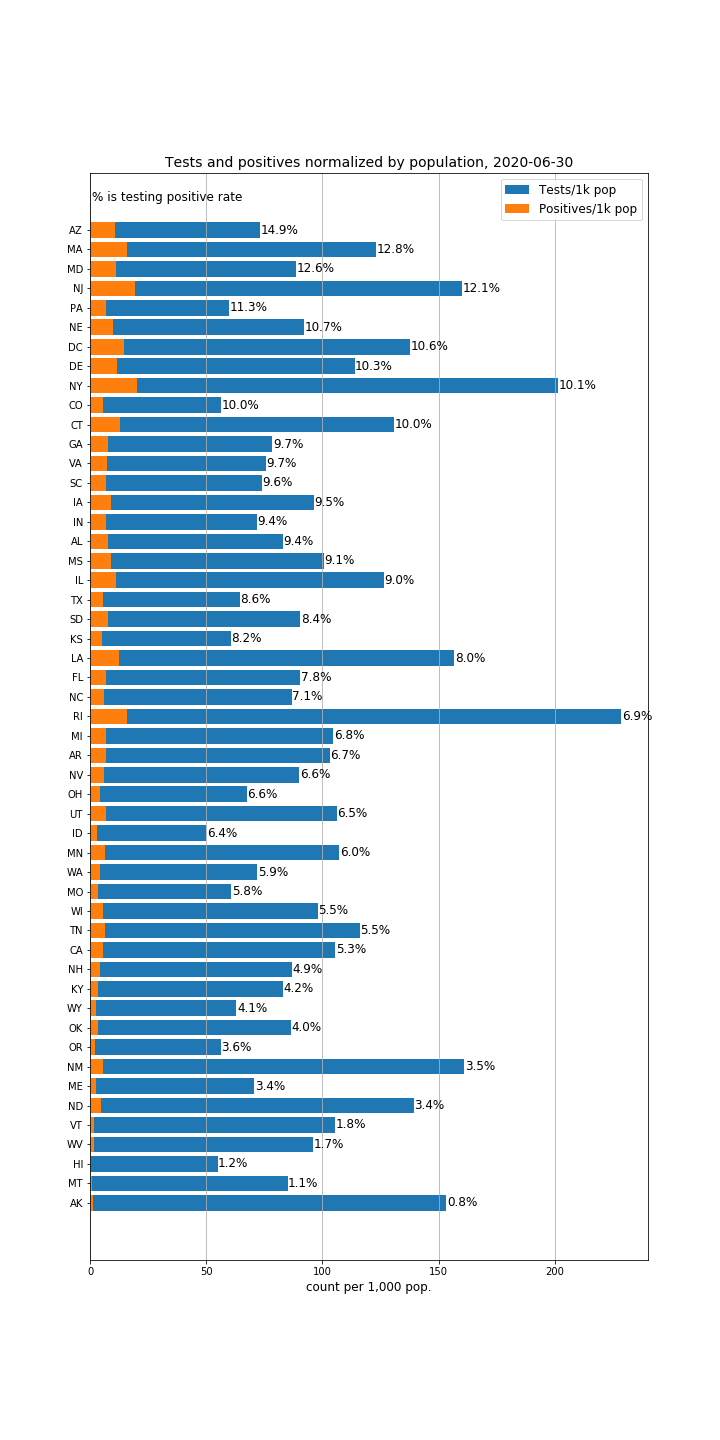 Tests and positives normalized by population, 2020-06-30
% is testing positive rate
Tests/1k pop
Positives/1k pop
AZ 14.9%
MA 12.8%
MD 12.6%
NJ 12.1%
PA 11.3%
NE 10.7%
DC 10.6%
DE 10.3%
NY 10.1%
CO 10.0%
CT 10.0%
GA 9.7%
VA 9.7%
SC 9.6%
IA 9.5%
IN 9.4%
AL 9.4%
MS 9.1%
IL 9.0%
TX 8.6%
SD 8.4%
KS 8.2%
LA 8.0%
FL 7.8%
NC 7.1%
RI 6.9%
MI 6.8%
AR 6.7%
NV 6.6%
OH 6.6%
UT 6.5%
ID 6.4%
MN 6.0%
WA 5.9%
MO 5.8%
WI 5.5%
TN 5.5%
CA 5.3%
NH 4.9%
KY 4.2%
WY 4.1%
OK 4.0%
OR 3.6%
NM 3.5%
ME 3.4%
ND 3.4%
VT 1.8%
WV 1.7%
HI 1.2%
MT 1.1%
AK 0.8%
0 50 100 150 200
count per 1,000 pop.